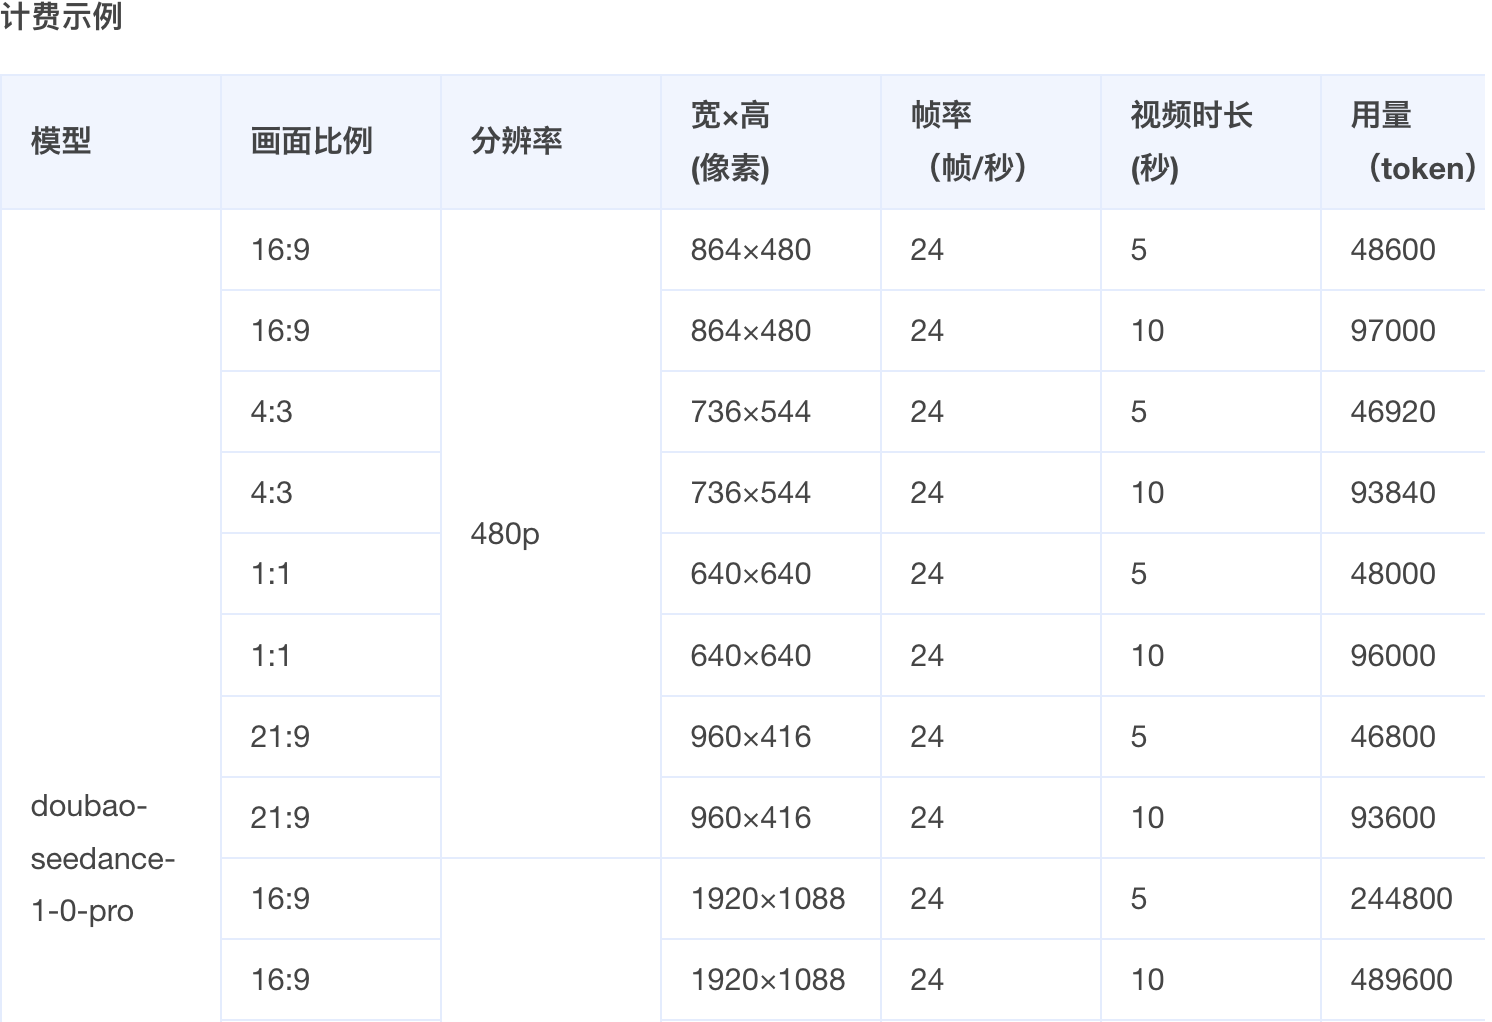 计费示例
模型 画面比例 分辨率 宽×高 (像素) 帧率 （帧/秒） 视频时长 (秒) 用量 （token）
16:9 864×480 24 5 48600
16:9 864×480 24 10 97000
4:3 736×544 24 5 46920
4:3 736×544 24 10 93840
480p
1:1 640×640 24 5 48000
1:1 640×640 24 10 96000
21:9 960×416 24 5 46800
21:9 960×416 24 10 93600
doubao-
seedance-
1-0-pro
16:9 1920×1088 24 5 244800
16:9 1920×1088 24 10 489600